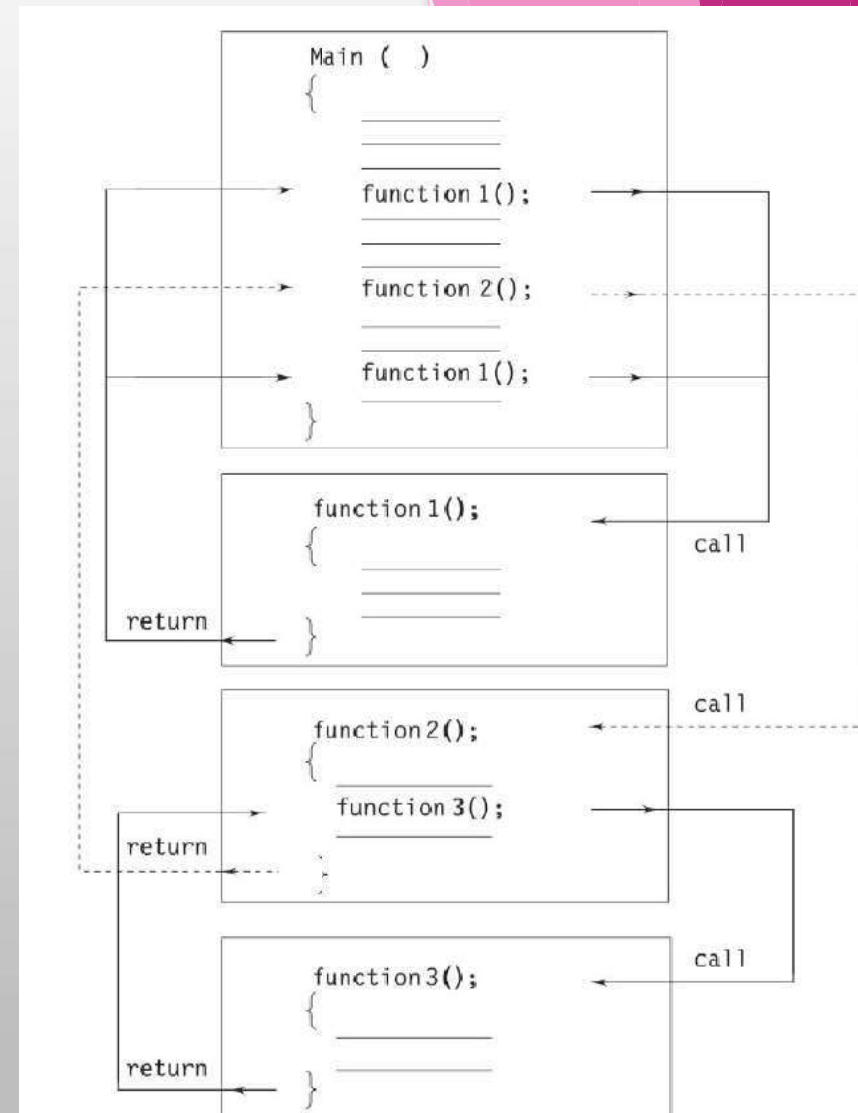 Main ( )
{
function 1();
function 2();
function 1();
}
function 1();
{
call
return
}
call
function2();
{
function 3();
return
}
call
function3();
{
return
}